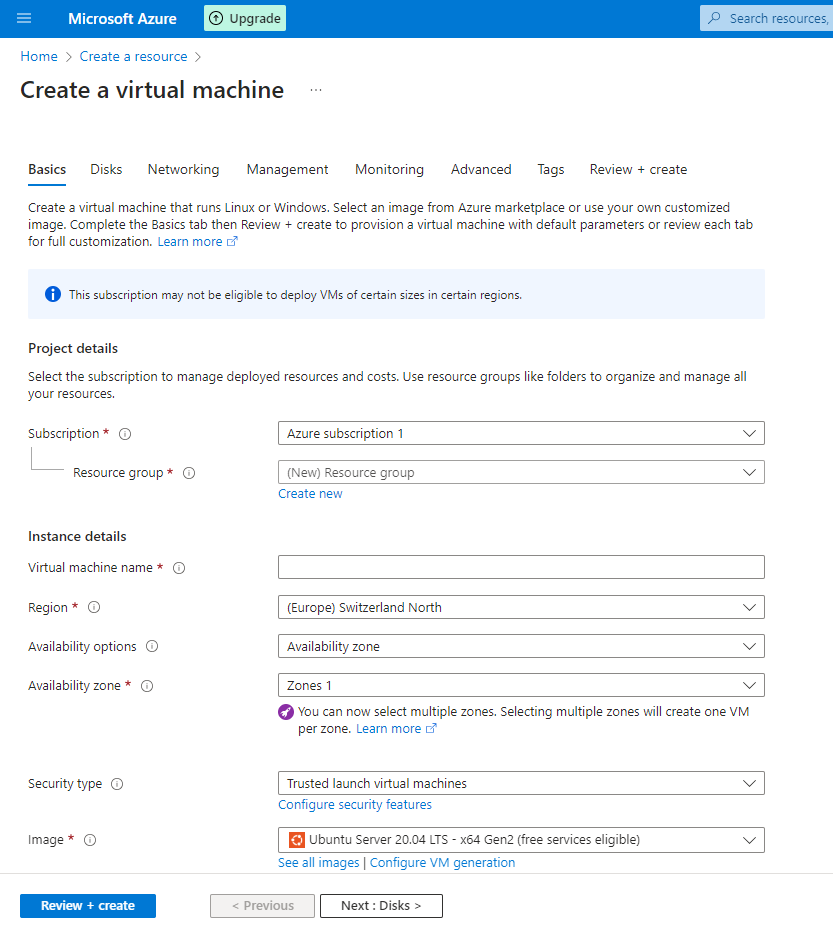 Microsoft Azure
Upgrade
Search resources,
Home > Create a resource >
Create a virtual machine ...
Basics Disks Networking Management Monitoring Advanced Tags Review + create
Create a virtual machine that runs Linux or Windows. Select an image from Azure marketplace or use your own customized
image. Complete the Basics tab then Review + create to provision a virtual machine with default parameters or review each tab
for full customization. Learn more
This subscription may not be eligible to deploy VMs of certain sizes in certain regions.
Project details
Select the subscription to manage deployed resources and costs. Use resource groups like folders to organize and manage all
your resources.
Subscription *
Azure subscription 1
Resource group *
(New) Resource group
Create new
Instance details
Virtual machine name *
Region *
(Europe) Switzerland North
Availability options
Availability zone
Availability zone *
Zones 1
You can now select multiple zones. Selecting multiple zones will create one VM
per zone. Learn more
Security type
Trusted launch virtual machines
Configure security features
Image *
Ubuntu Server 20.04 LTS - x64 Gen2 (free services eligible)
See all images | Configure VM generation
Review + create
< Previous
Next : Disks >